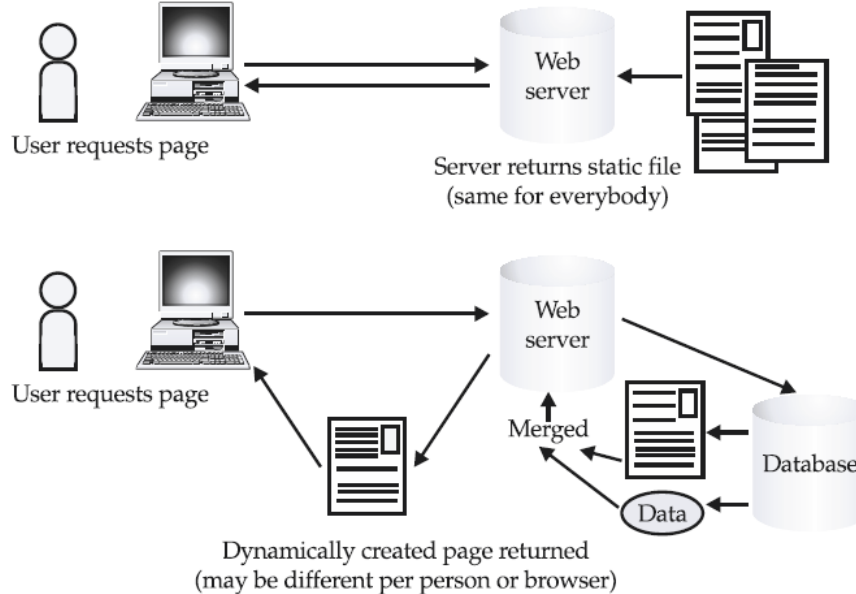 Web
server
User requests page
Server returns static file
(same for everybody)
Web
server
User requests page
Merged
Database
Data
Dynamically created page returned
(may be different per person or browser)